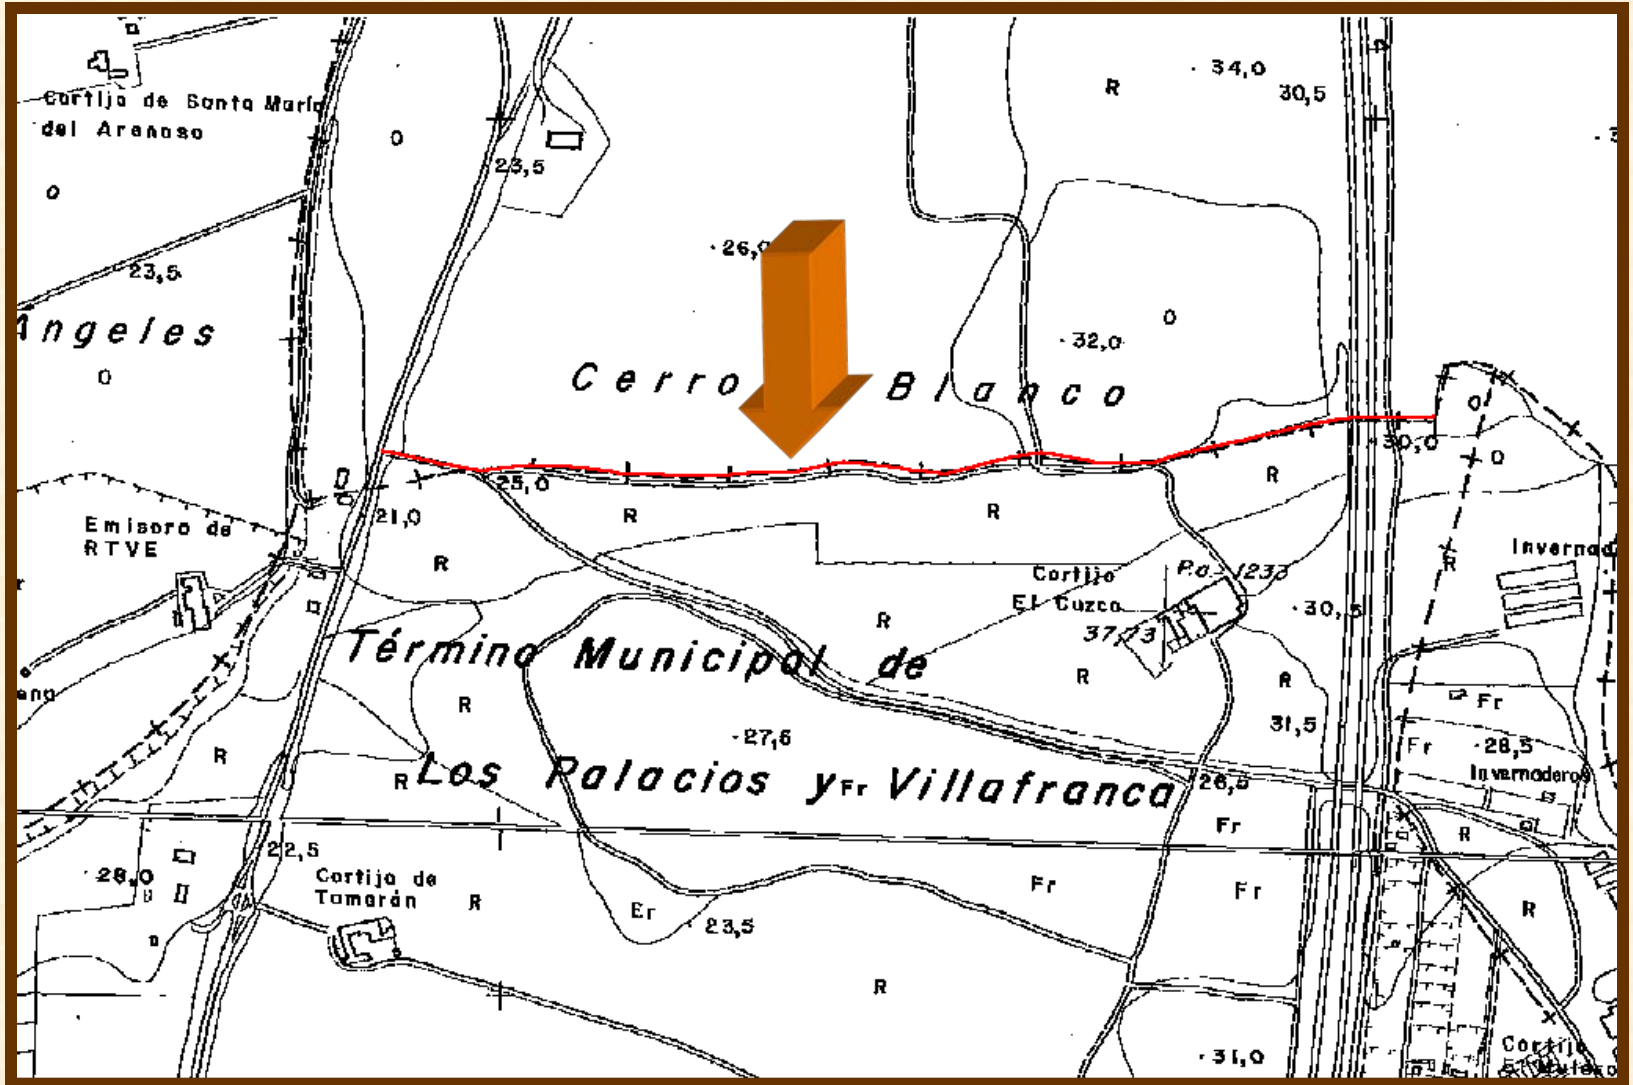 Cortijo de Santa María
del Arenoso
O
23,5
R
34,0
30,5
O
23,5
26,0
Angeles
O
32,0
O
Cerro Blanco
O
30,0
O
25,0
R
21,0
R
R
R
Emisora de
RTVE
R
Invernad
Cortijo
El Cuzco
P.a 1233
30,5
37,73
R
Término Municipal de
R
R
R
Fr
31,5
27,6
R
Fr
28,5
Invernaderos
R
Los Palacios y Villafranca
Fr
26,5
Fr
R
22,5
28,0
Cortijo de
Tamarán
R
Fr
Fr
Er
23,5
R
R
31,0
Cortijo